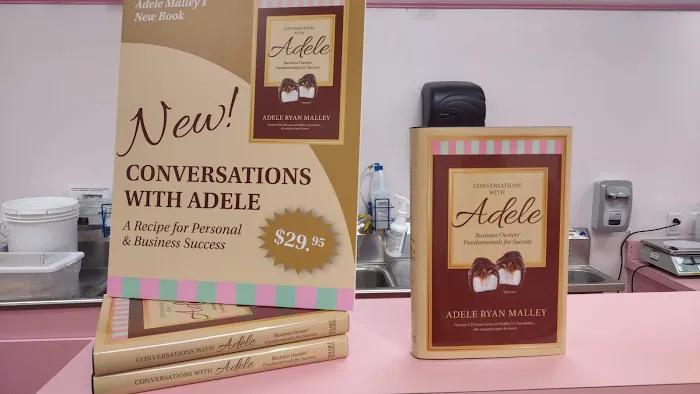 Adele Malley's
New Book
CONVERSATIONS
WITH
Adele
Business Owners'
Fundamentals for Success
ADELE RYAN MALLEY
New!
CONVERSATIONS
WITH ADELE
A Recipe for Personal
& Business Success
$29.95
CONVERSATIONS WITH Adele Business Owners' Fundamentals for Success
CONVERSATIONS WITH Adele Business Owners' Fundamentals for Success
CONVERSATIONS
WITH
Adele
Business Owners'
Fundamentals for Success
ADELE RYAN MALLEY